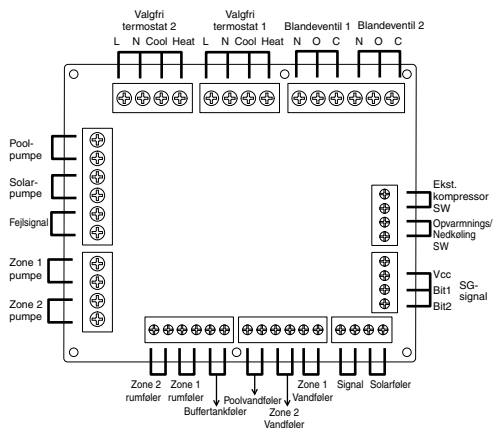 Valgfri
termostat 2
Valgfri
termostat 1
Blandeventil 1
Blandeventil 2
L N Cool Heat
L N Cool Heat
N O C
N O C
Pool-
pumpe
Solar-
pumpe
Fejlsignal
Zone 1
pumpe
Zone 2
pumpe
Ekst.
kompressor
SW
Opvarmnings/
Nedkøling
SW
Vcc
Bit1
Bit2
SG-
signal
Zone 2
rumføler
Zone 1
rumføler
Buffertankføler
Poolvandføler
Zone 2
Vandføler
Zone 1
Vandføler
Signal
Solarføler